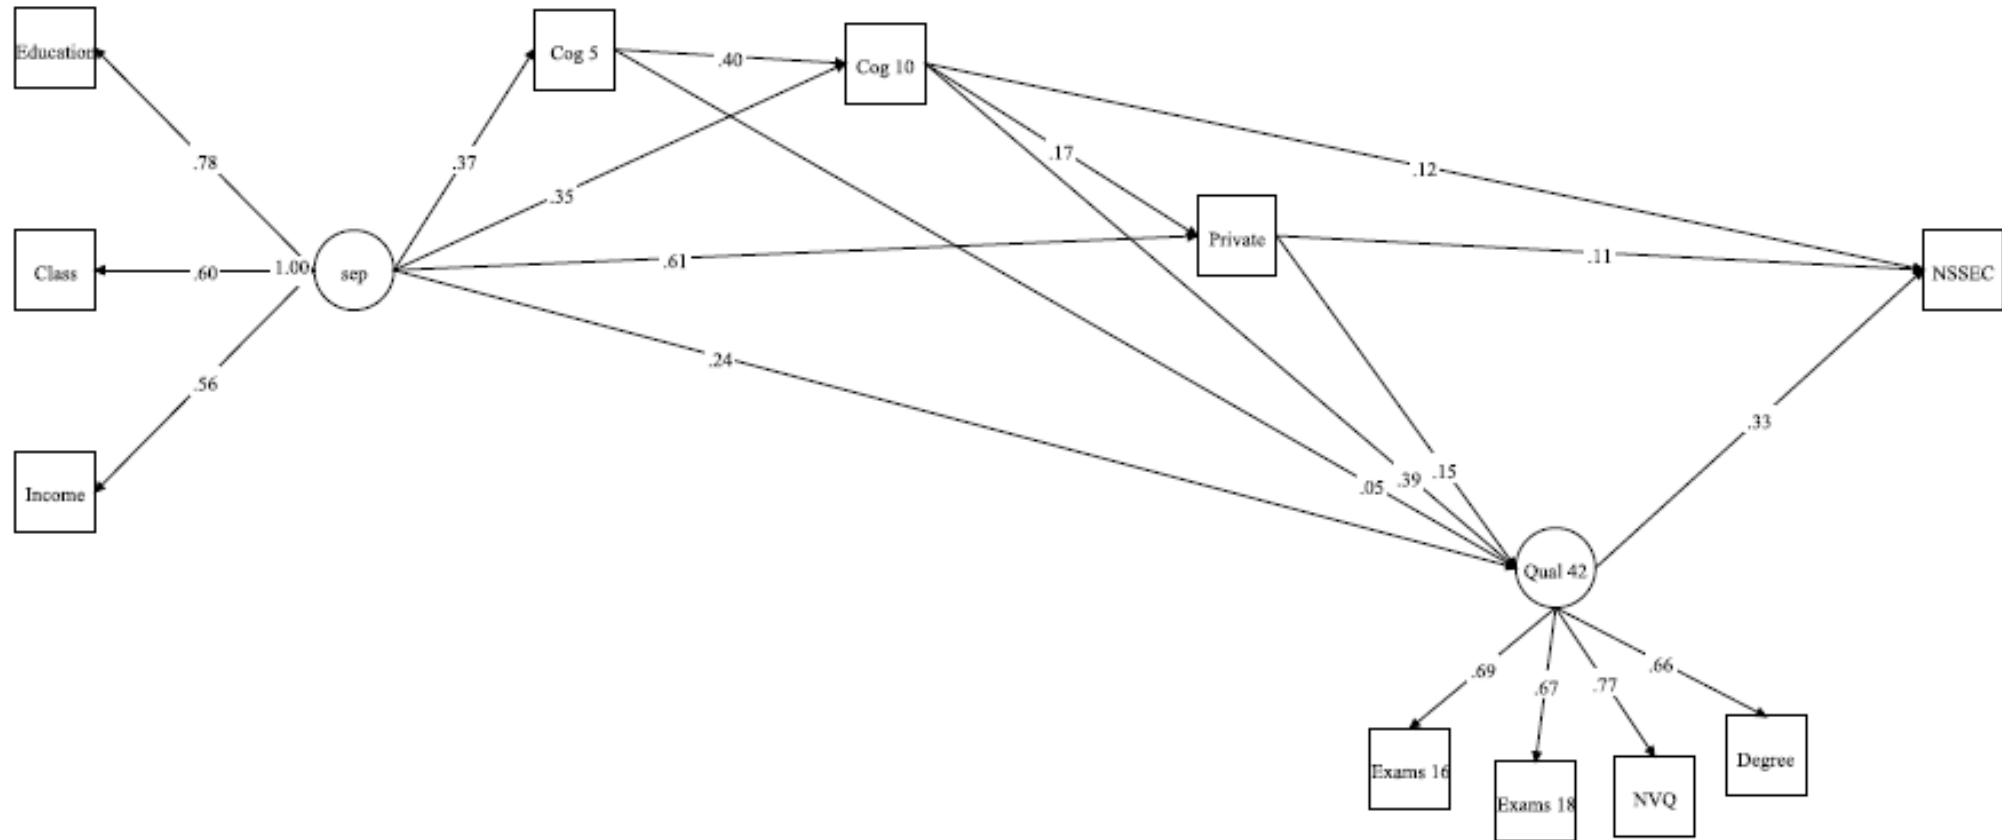 Education
Cog 5
.40
Cog 10
.78
.37
.17
.12
.35
Private
Class
.60
1.00
sep
.61
.11
NSSEC
.24
.56
.33
Income
.05
.39
.15
Qual 42
.69
.67
.77
.66
Exams 16
Exams 18
NVQ
Degree